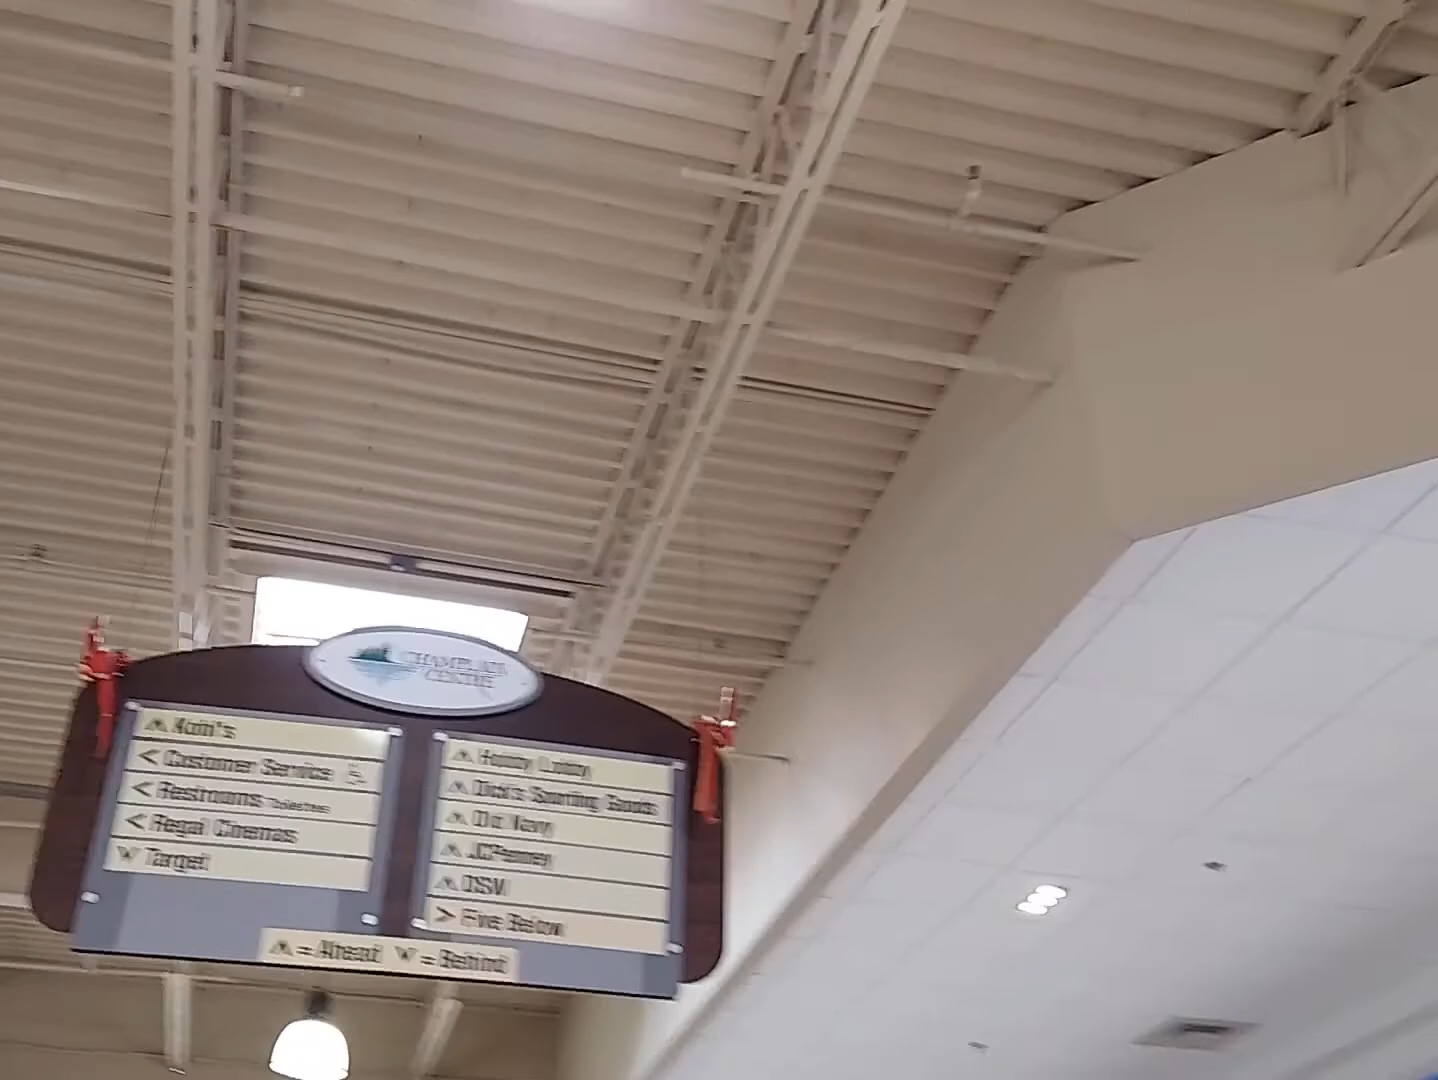 CHAMPLAIN
CENTRE
Λ Kohl's
< Customer Service
< Restrooms
< Regal Cinemas
V Target
Λ Hobby Lobby
Λ Dick's Sporting Goods
Λ Old Navy
Λ JCPenney
Λ DSW
> Five Below
Λ = Ahead V = Behind